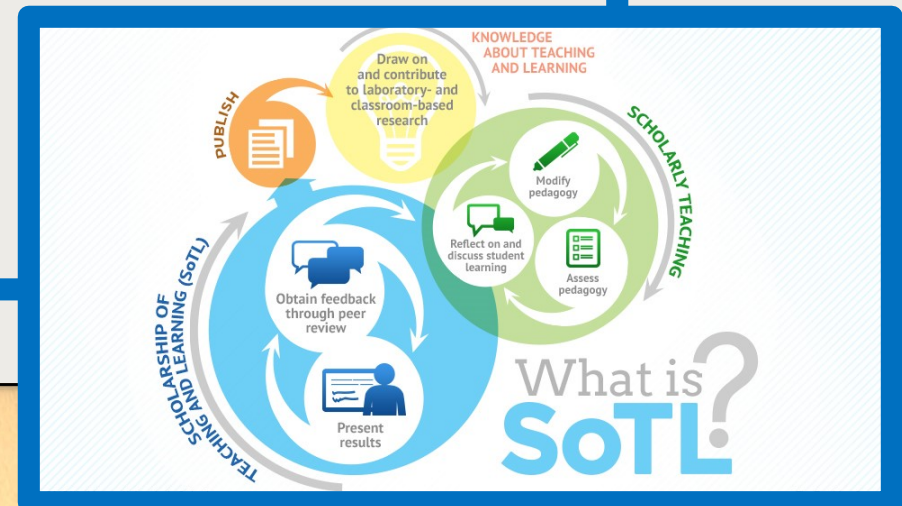 KNOWLEDGE
ABOUT TEACHING
AND LEARNING
Draw on
and contribute
to laboratory- and
classroom-based
research
PUBLISH
SCHOLARLY TEACHING
Modify
pedagogy
Reflect on and
discuss student
learning
Assess
pedagogy
SCHOLARSHIP OF
TEACHING AND LEARNING (SoTL)
Obtain feedback
through peer
review
Present
results
What is
SoTL?